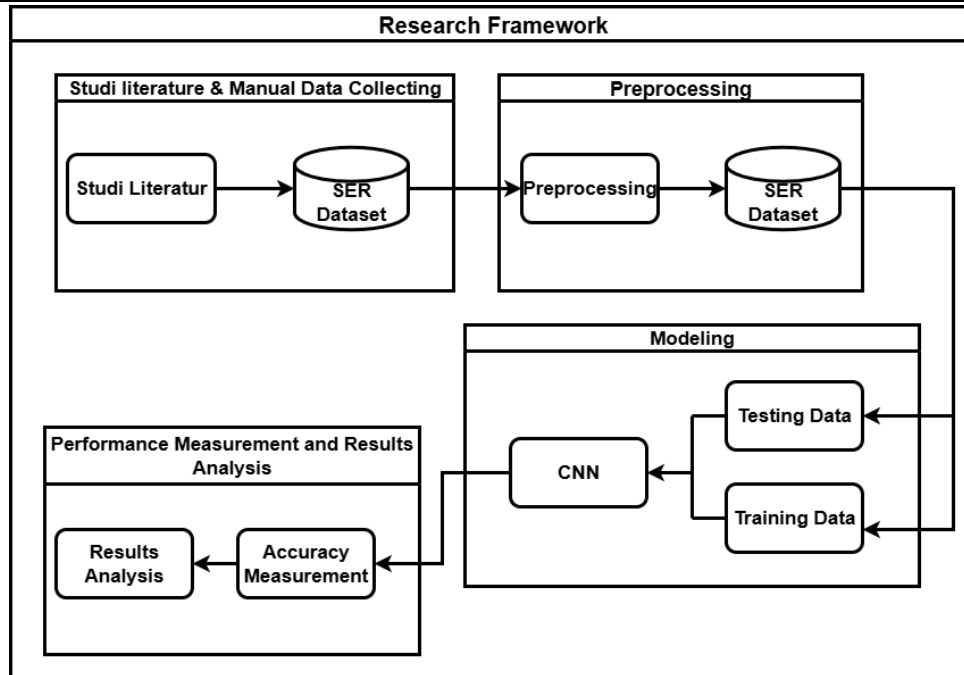 Research Framework
Studi literature & Manual Data Collecting
Studi Literatur
SER
Dataset
Preprocessing
Preprocessing
SER
Dataset
Modeling
Testing Data
Training Data
CNN
Performance Measurement and Results
Analysis
Accuracy
Measurement
Results
Analysis